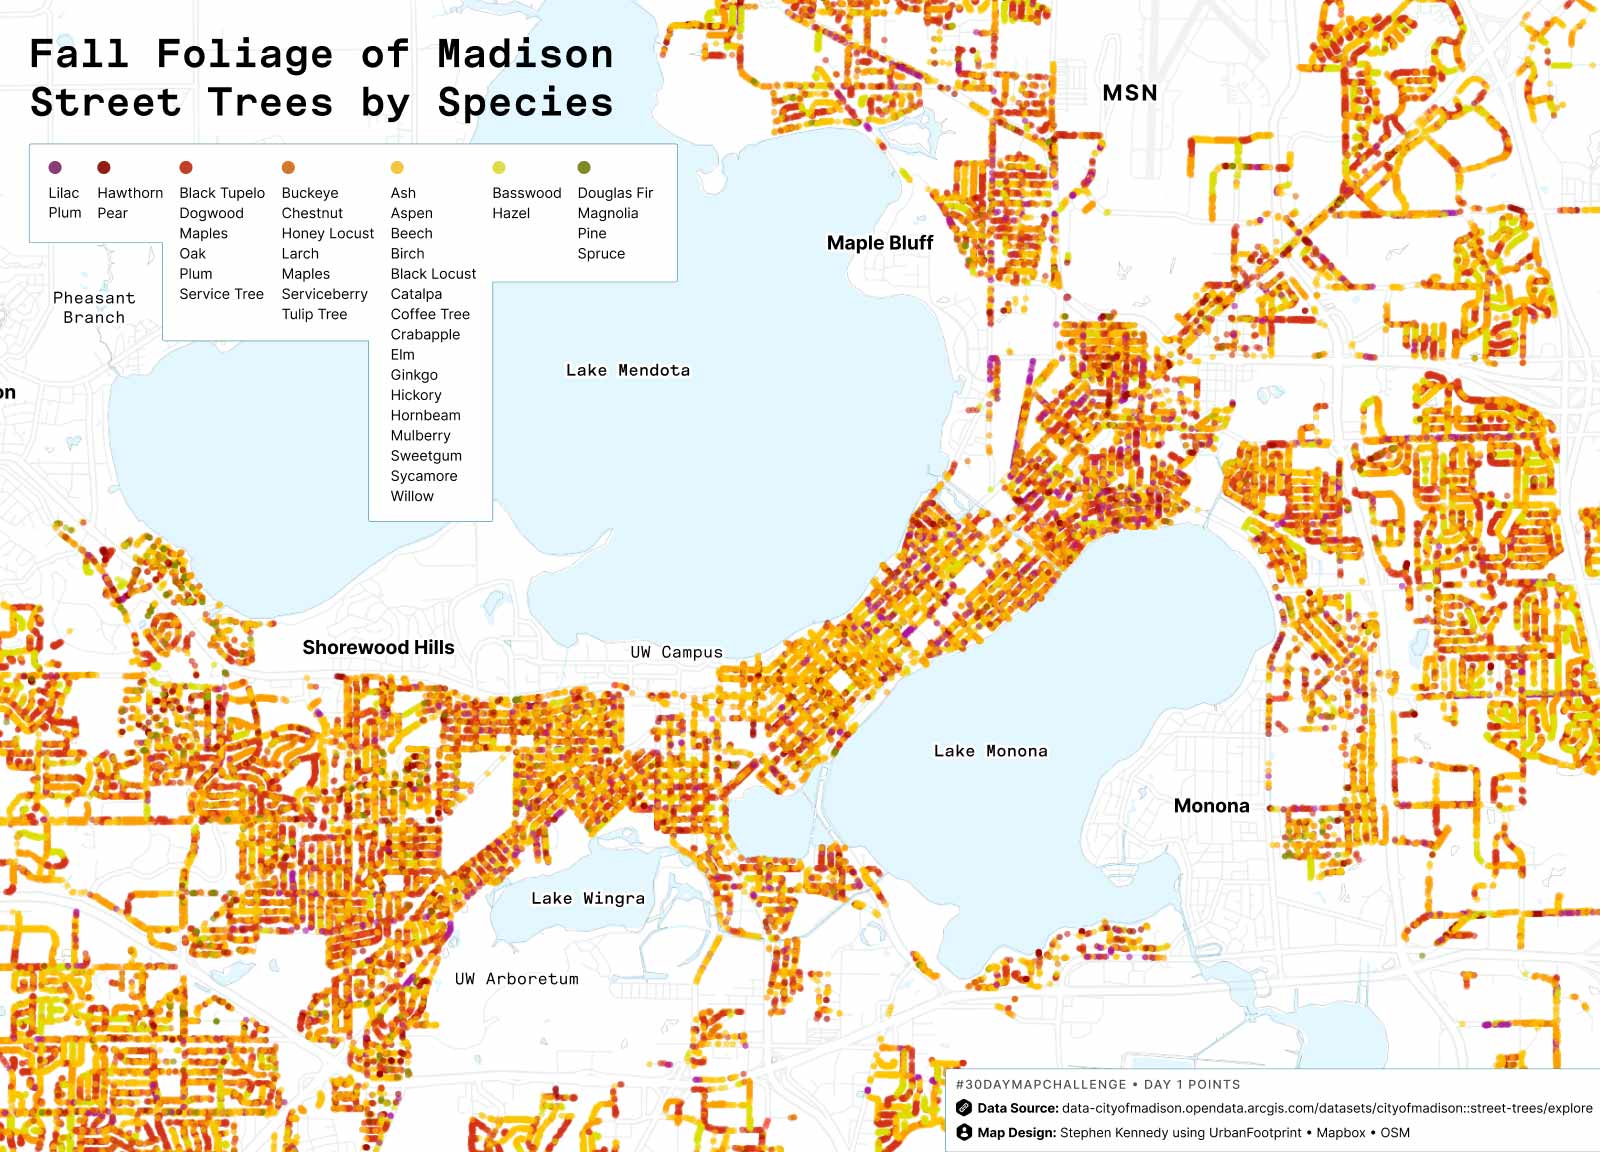 Fall Foliage of Madison
Street Trees by Species
Lilac
Plum
Hawthorn
Pear
Black Tupelo
Dogwood
Maples
Oak
Plum
Service Tree
Buckeye
Chestnut
Honey Locust
Larch
Maples
Serviceberry
Tulip Tree
Ash
Aspen
Beech
Birch
Black Locust
Catalpa
Coffee Tree
Crabapple
Elm
Ginkgo
Hickory
Hornbeam
Mulberry
Sweetgum
Sycamore
Willow
Basswood
Hazel
Douglas Fir
Magnolia
Pine
Spruce
MSN
Maple Bluff
Pheasant
Branch
Lake Mendota
on
Shorewood Hills
UW Campus
Lake Monona
Monona
Lake Wingra
UW Arboretum
#30DAYMAPCHALLENGE • DAY 1 POINTS
Data Source: data-cityofmadison.opendata.arcgis.com/datasets/cityofmadison::street-trees/explore
Map Design: Stephen Kennedy using UrbanFootprint • Mapbox • OSM